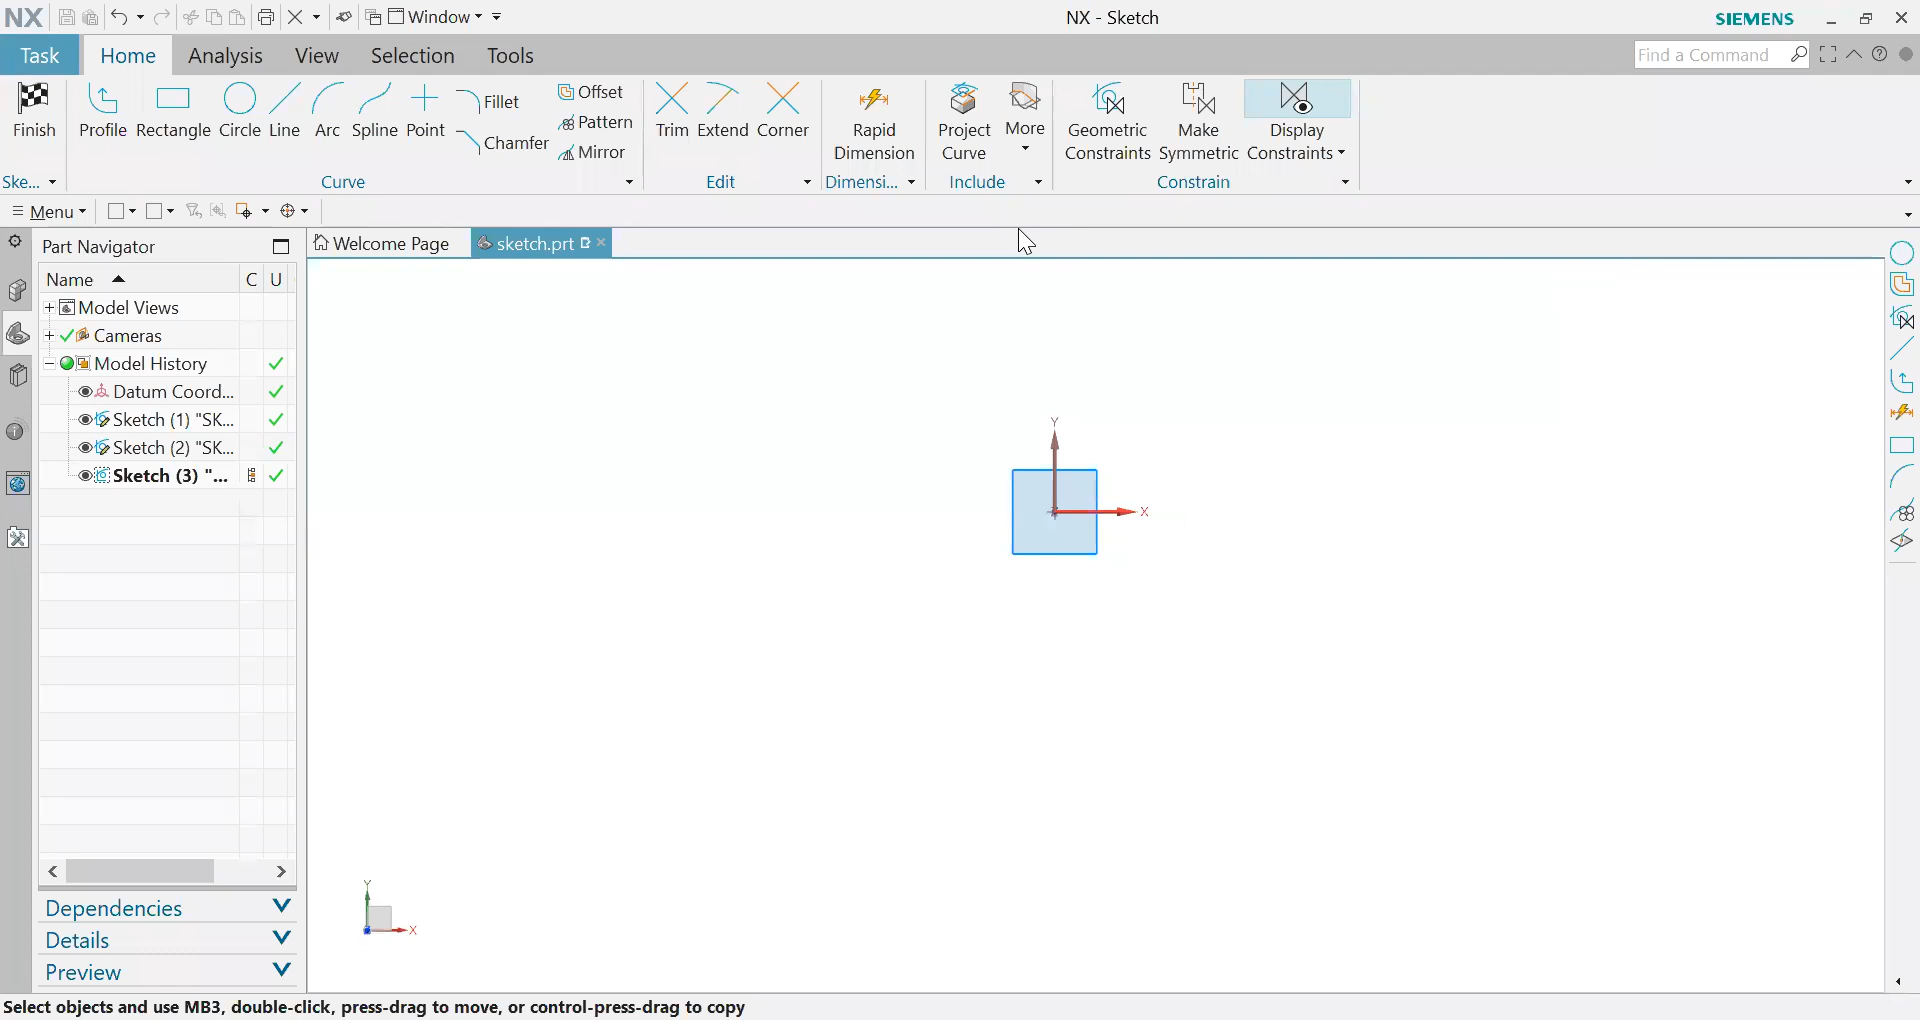 NX Window NX - Sketch SIEMENS
Task Home Analysis View Selection Tools Find a Command
Finish Profile Rectangle Circle Line Arc Spline Point Fillet Chamfer Offset Pattern Mirror Trim Extend Corner Rapid Dimension Project Curve More Geometric Constraints Make Symmetric Display Constraints
Ske... Curve Edit Dimensi... Include Constrain
Menu
Part Navigator Welcome Page sketch.prt
Name C U
Model Views
Cameras
Model History
Datum Coord...
Sketch (1) "SK...
Sketch (2) "SK...
Sketch (3) "...
Y
X
Y
X
Dependencies
Details
Preview
Select objects and use MB3, double-click, press-drag to move, or control-press-drag to copy